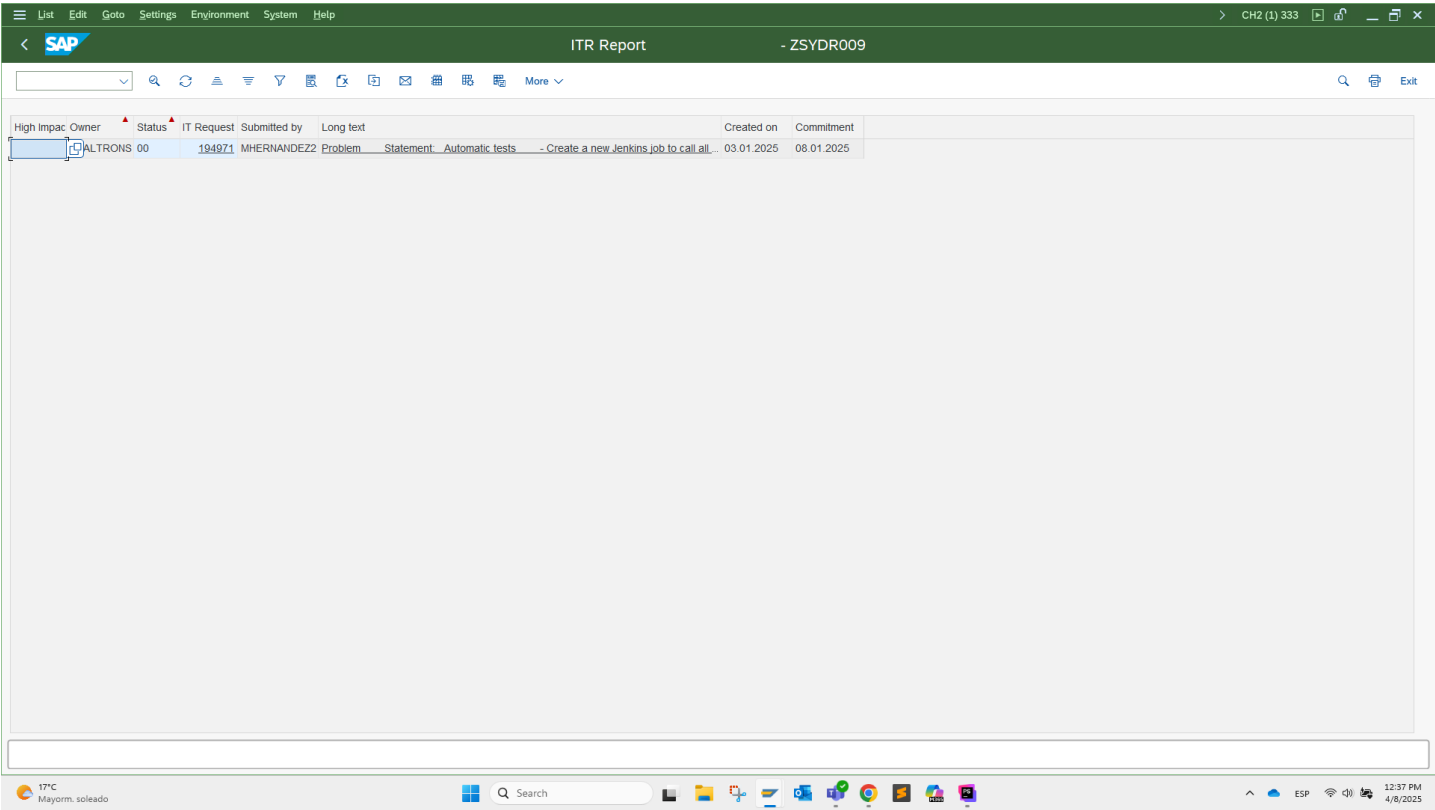 List Edit Goto Settings Environment System Help CH2 (1) 333
SAP ITR Report - ZSYDR009
More Exit
High Impac Owner Status IT Request Submitted by Long text Created on Commitment
ALTRONS 00 194971 MHERNANDEZ2 Problem Statement: Automatic tests - Create a new Jenkins job to call all ... 03.01.2025 08.01.2025
17°C
Mayorm. soleado
Search
ESP
12:37 PM
4/8/2025